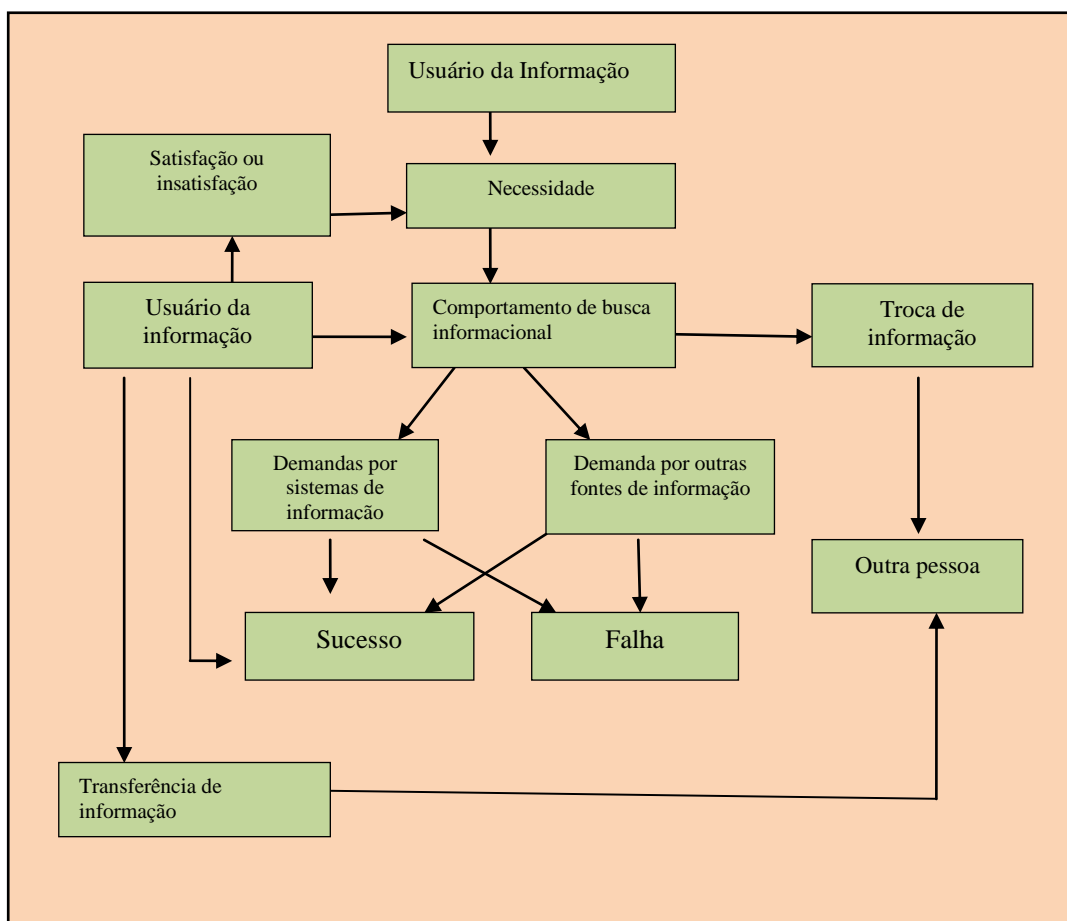 Usuário da Informação
Satisfação ou
insatisfação
Necessidade
Usuário da
informação
Comportamento de busca
informacional
Troca de
informação
Demandas por
sistemas de
informacão
Demanda por outras
fontes de informação
Outra pessoa
Sucesso
Falha
Transferência de
informação